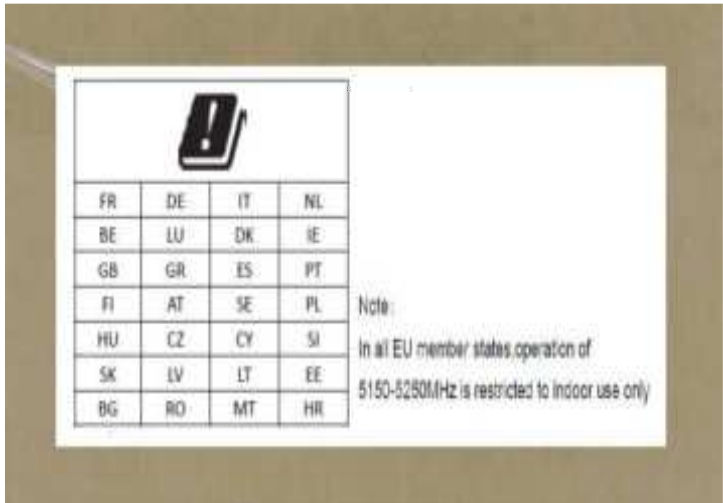 FR DE IT NL
BE LU DK IE
GB GR ES PT
FI AT SE PL
HU CZ CY SI
SK LV LT EE
BG RO MT HR
Note:
In all EU member states,operation of
5150-5250MHz is restricted to indoor use only